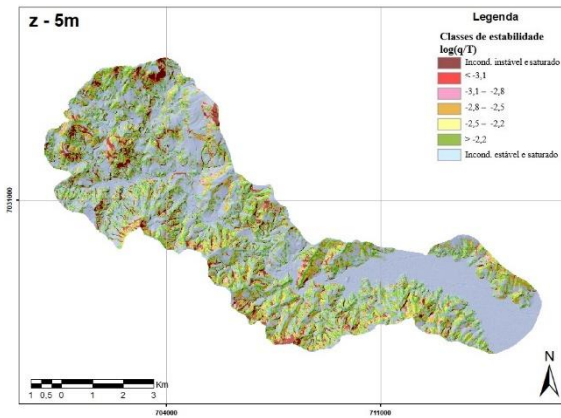 z - 5m
Legenda
Classes de estabilidade
log(q/T)
Incond. instável e saturado
< -3,1
-3,1 – -2,8
-2,8 – -2,5
-2,5 – -2,2
> -2,2
Incond. estável e saturado
7031000
N
Km
1 0,5 0 1 2 3
704000
711000